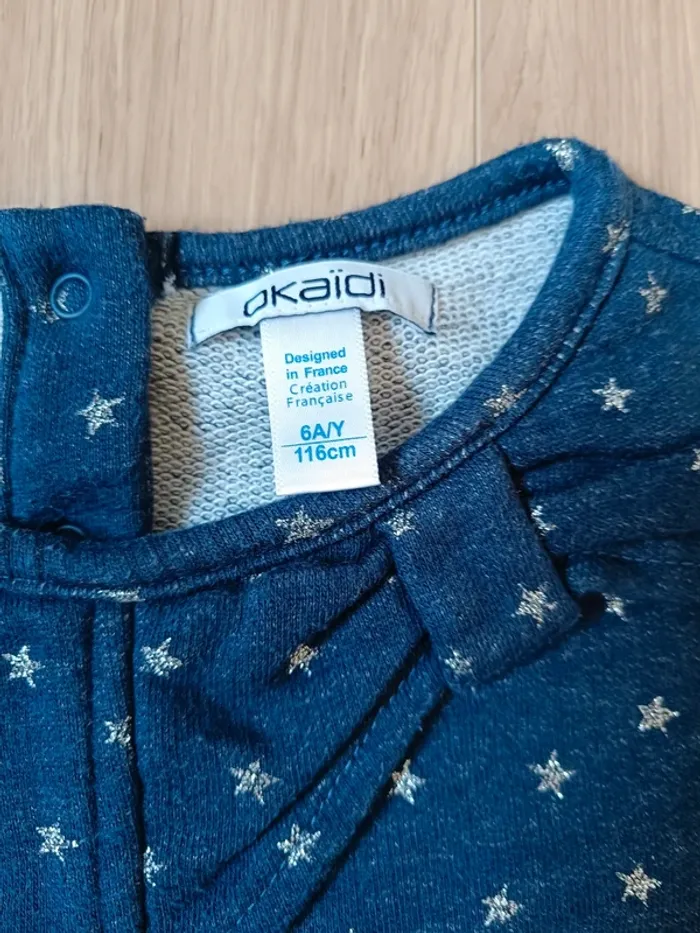 okaïdi
Designed
in France
Création
Française
6A/Y
116cm